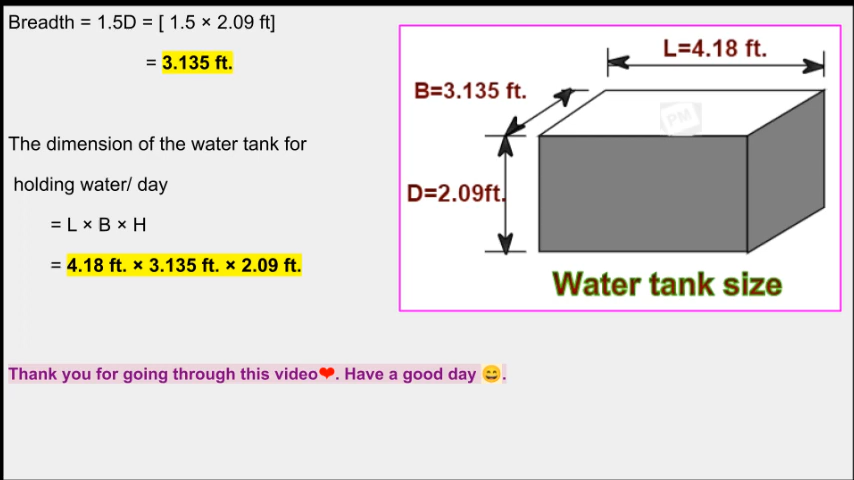 Breadth = 1.5D = [ 1.5 × 2.09 ft]
= 3.135 ft.
The dimension of the water tank for
holding water/ day
= L × B × H
= 4.18 ft. × 3.135 ft. × 2.09 ft.
L=4.18 ft.
B=3.135 ft.
PM
D=2.09ft.
Water tank size
Thank you for going through this video❤. Have a good day 😄.